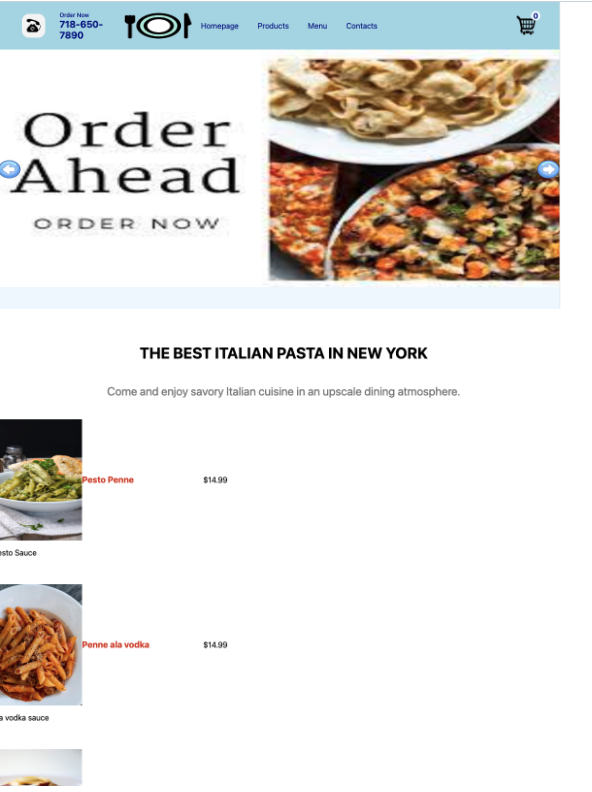 Order Now
718-650-
7890
Homepage Products Menu Contacts
0
Order
Ahead
ORDER NOW
THE BEST ITALIAN PASTA IN NEW YORK
Come and enjoy savory Italian cuisine in an upscale dining atmosphere.
Pesto Penne $14.99
esto Sauce
Penne ala vodka $14.99
a vodka sauce